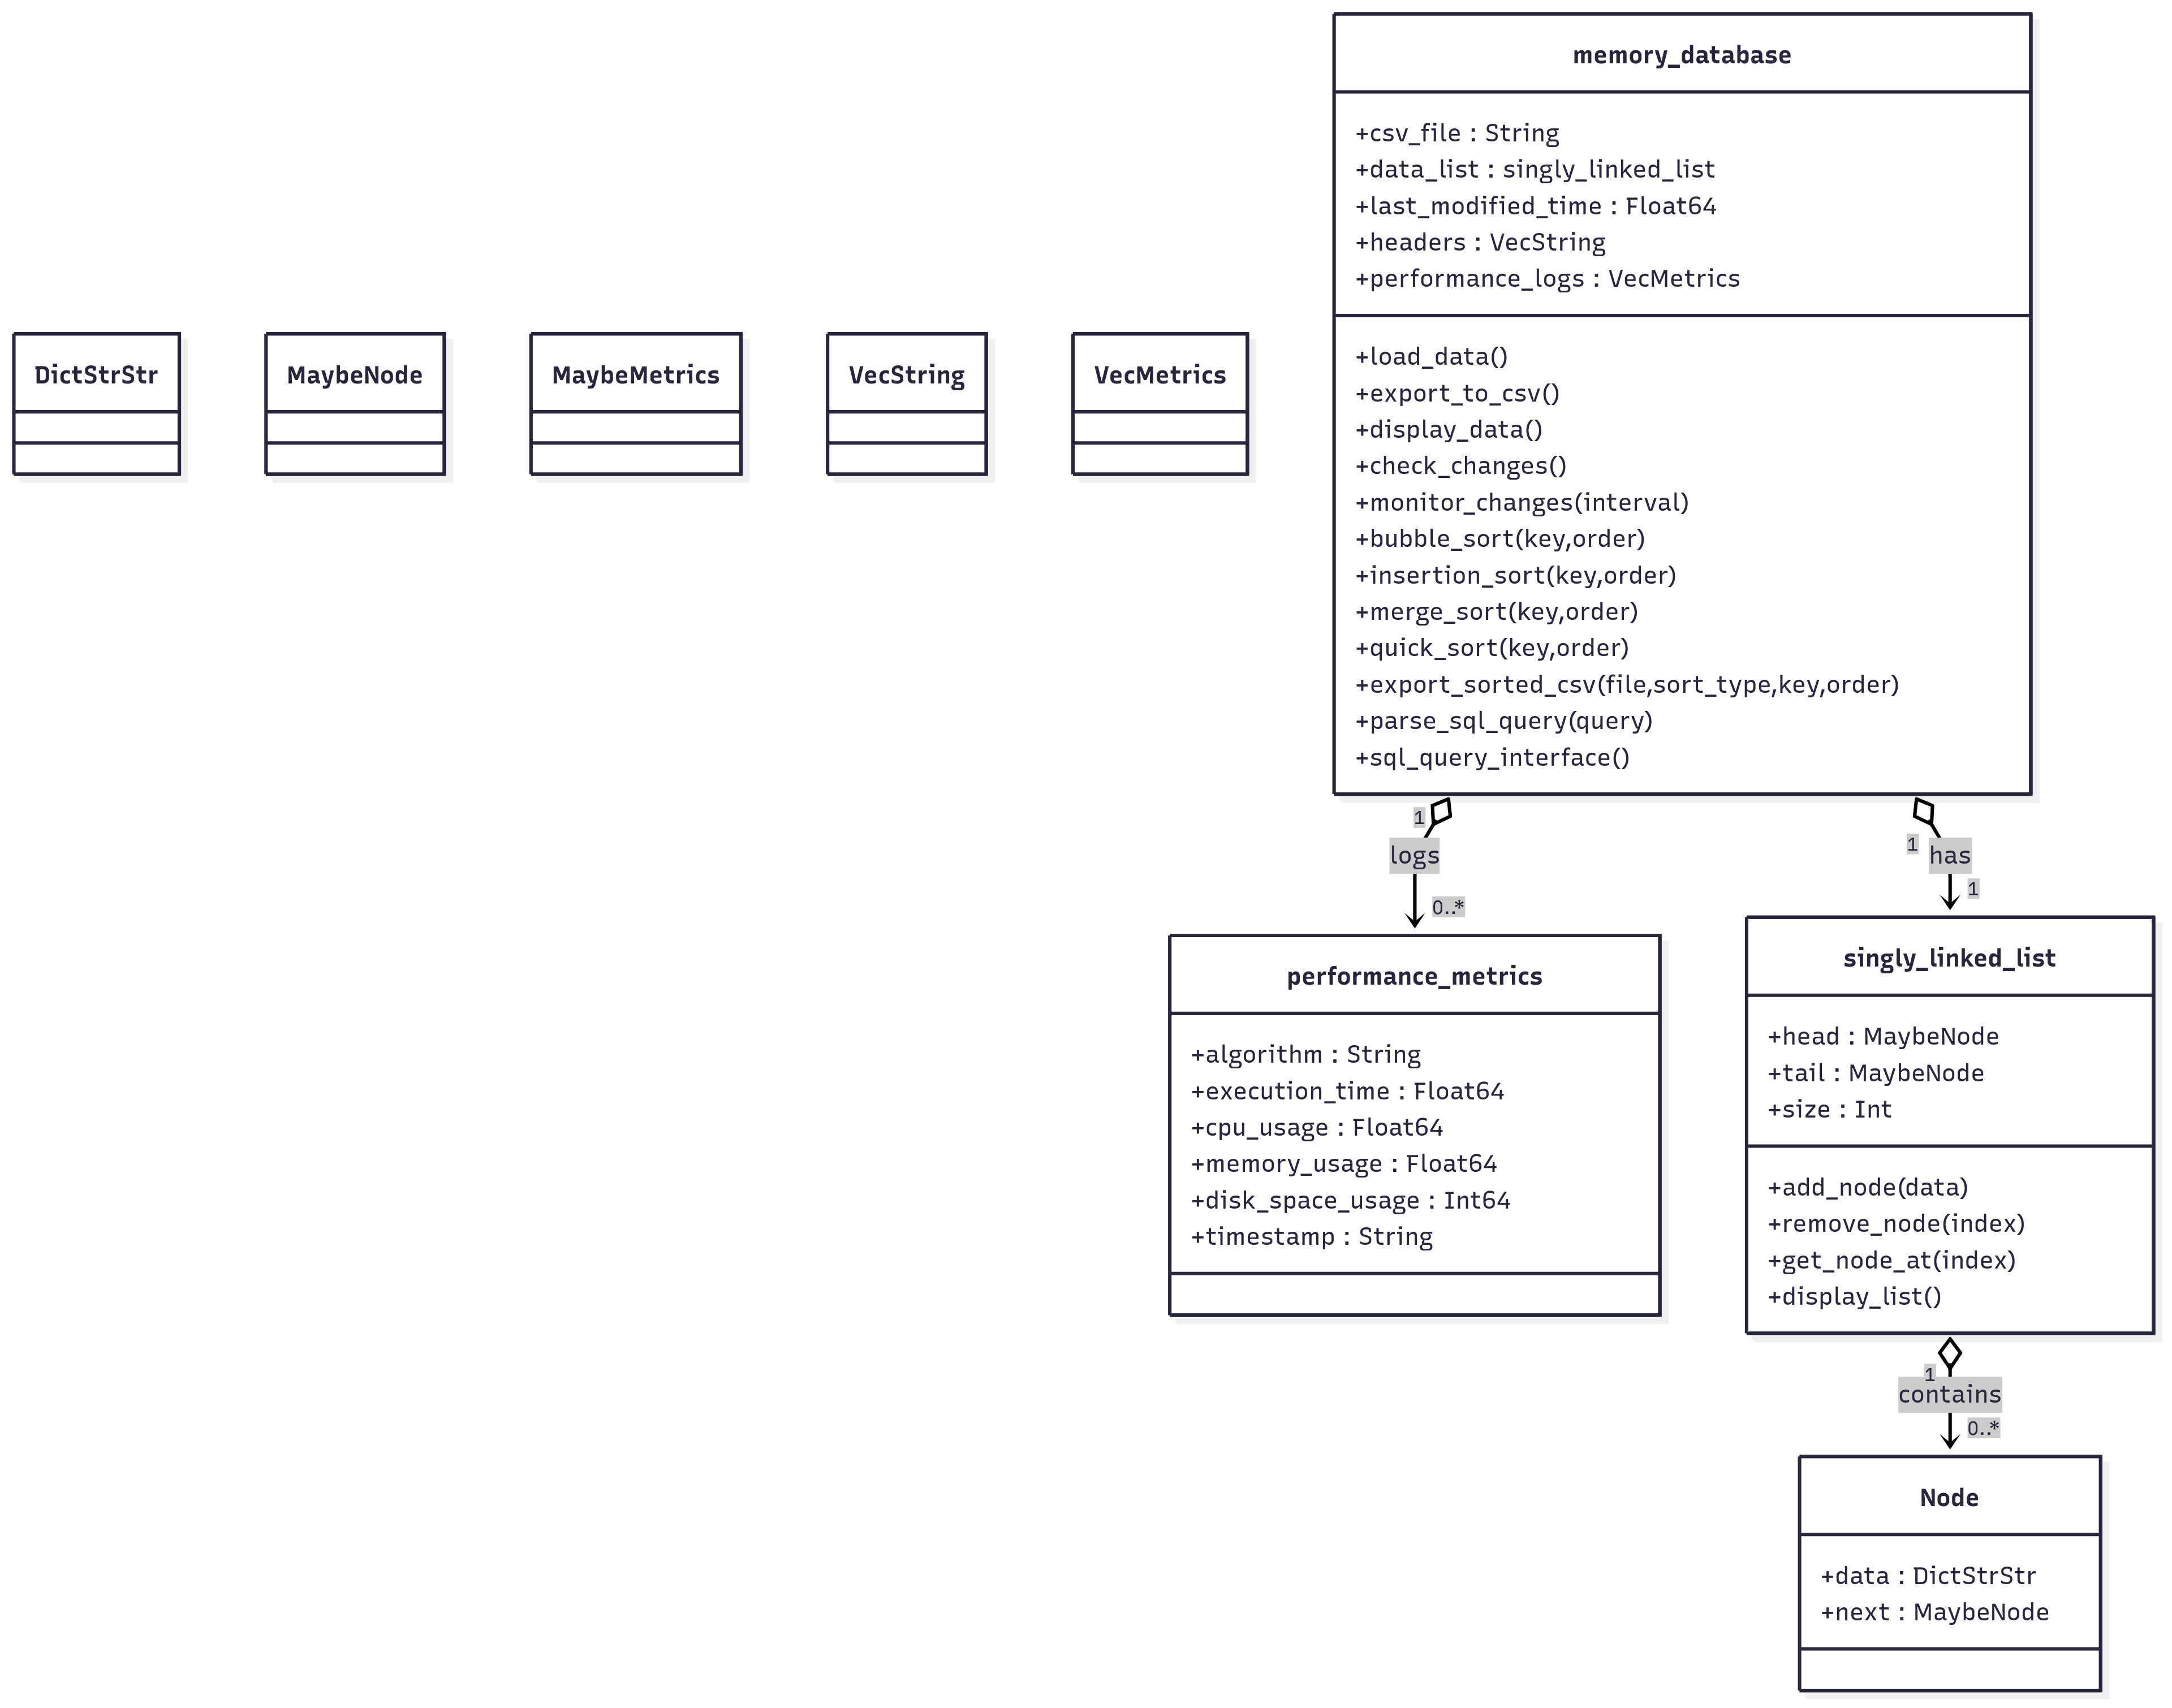 memory_database
+csv_file : String
+data_list : singly_linked_list
+last_modified_time : Float64
+headers : VecString
+performance_logs : VecMetrics
+load_data()
+export_to_csv()
+display_data()
+check_changes()
+monitor_changes(interval)
+bubble_sort(key,order)
+insertion_sort(key,order)
+merge_sort(key,order)
+quick_sort(key,order)
+export_sorted_csv(file,sort_type,key,order)
+parse_sql_query(query)
+sql_query_interface()
DictStrStr
MaybeNode
MaybeMetrics
VecString
VecMetrics
1
logs
0..*
1
has
1
performance_metrics
+algorithm : String
+execution_time : Float64
+cpu_usage : Float64
+memory_usage : Float64
+disk_space_usage : Int64
+timestamp : String
singly_linked_list
+head : MaybeNode
+tail : MaybeNode
+size : Int
+add_node(data)
+remove_node(index)
+get_node_at(index)
+display_list()
1
contains
0..*
Node
+data : DictStrStr
+next : MaybeNode